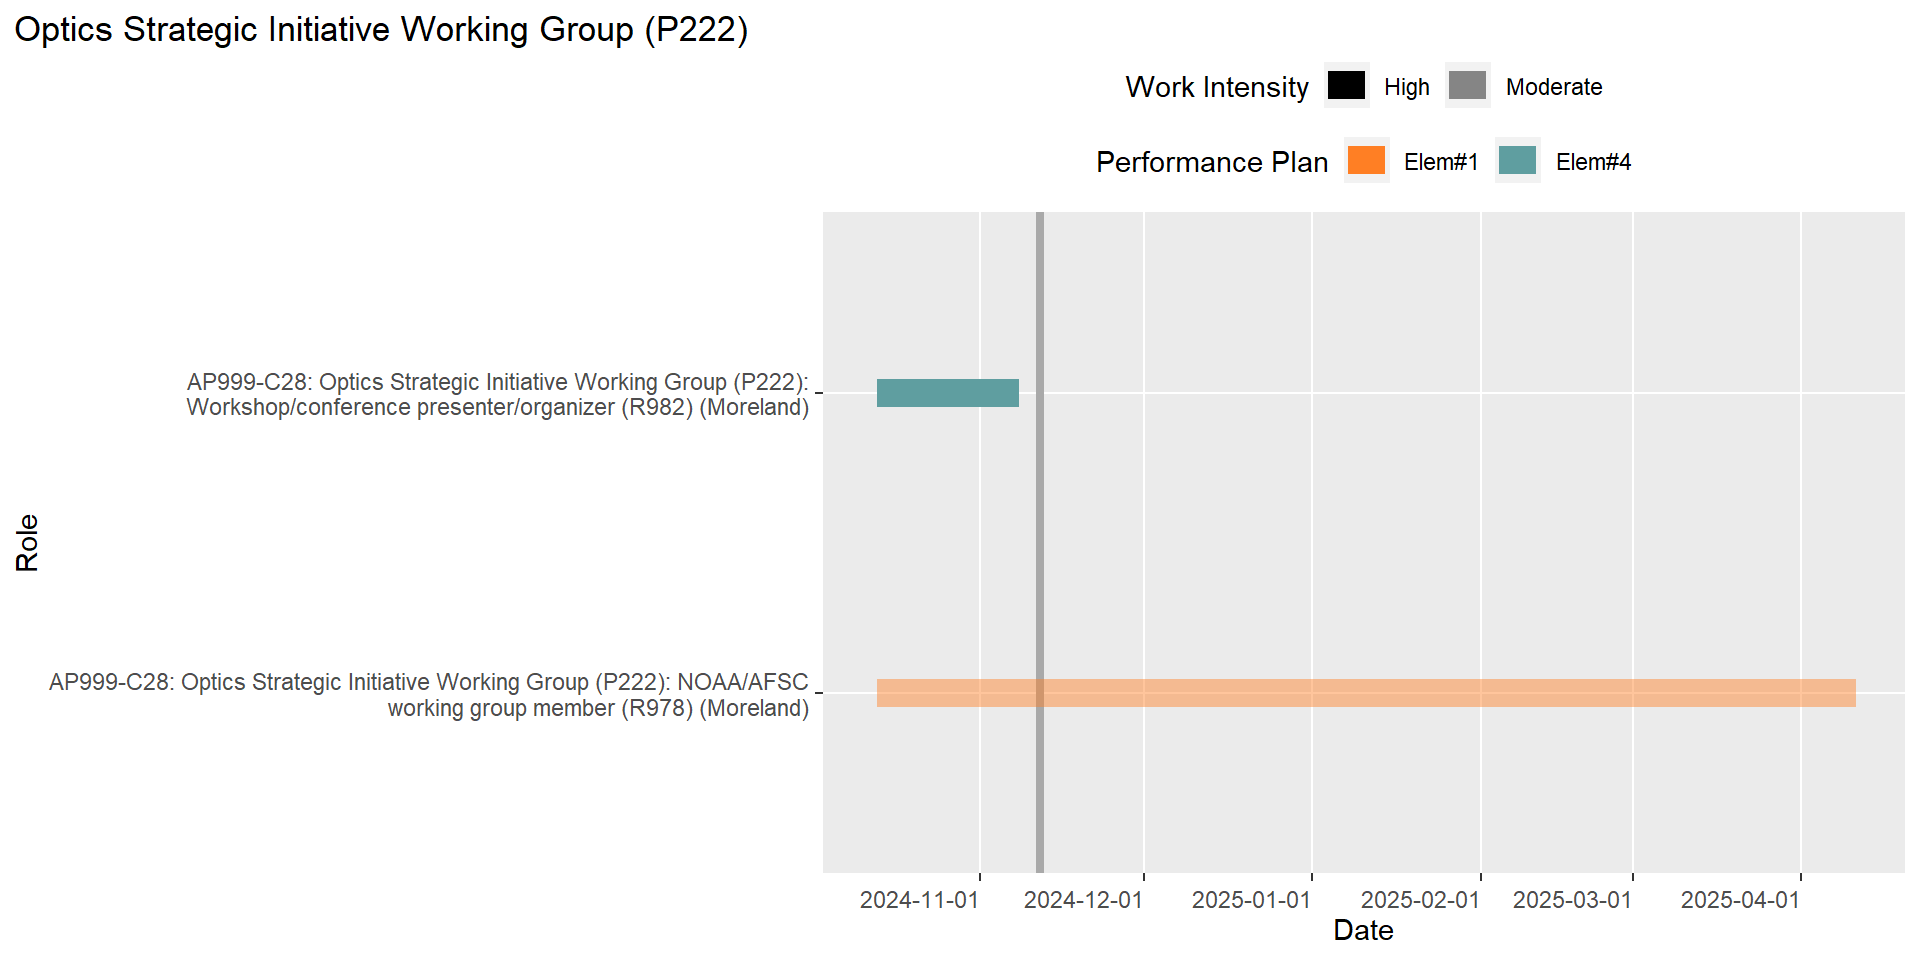 Optics Strategic Initiative Working Group (P222)
Work Intensity High Moderate
Performance Plan Elem#1 Elem#4
AP999-C28: Optics Strategic Initiative Working Group (P222):
Workshop/conference presenter/organizer (R982) (Moreland)
Role
AP999-C28: Optics Strategic Initiative Working Group (P222): NOAA/AFSC
working group member (R978) (Moreland)
2024-11-01 2024-12-01 2025-01-01 2025-02-01 2025-03-01 2025-04-01
Date